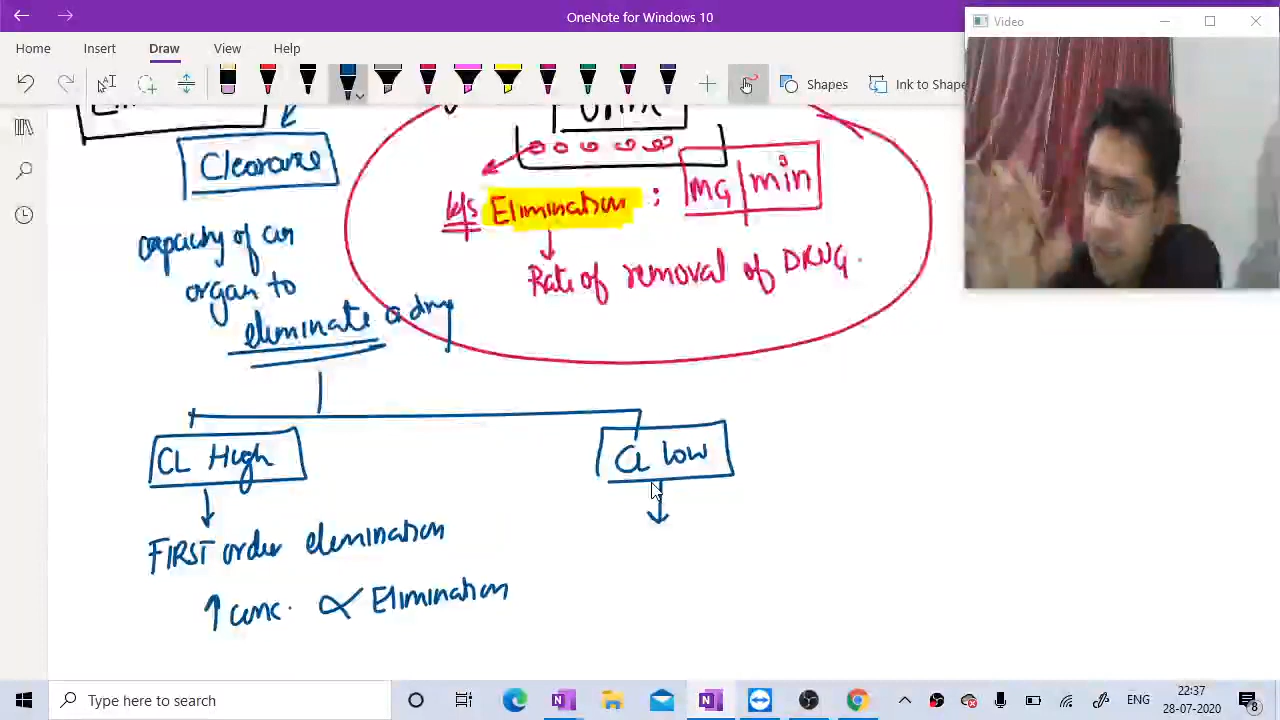 OneNote for Windows 10
Video
Home Insert Draw View Help
Shapes
Ink to Shape
Clearance
capacity of an
organ to
eliminate a drug
k/s Elimination : MG min
Rate of removal of DRUG.
CL High
CL low
FIRST order elemination
↑ conc. ∝ Elimination
Type here to search
ENG
22:37
28-07-2020
8